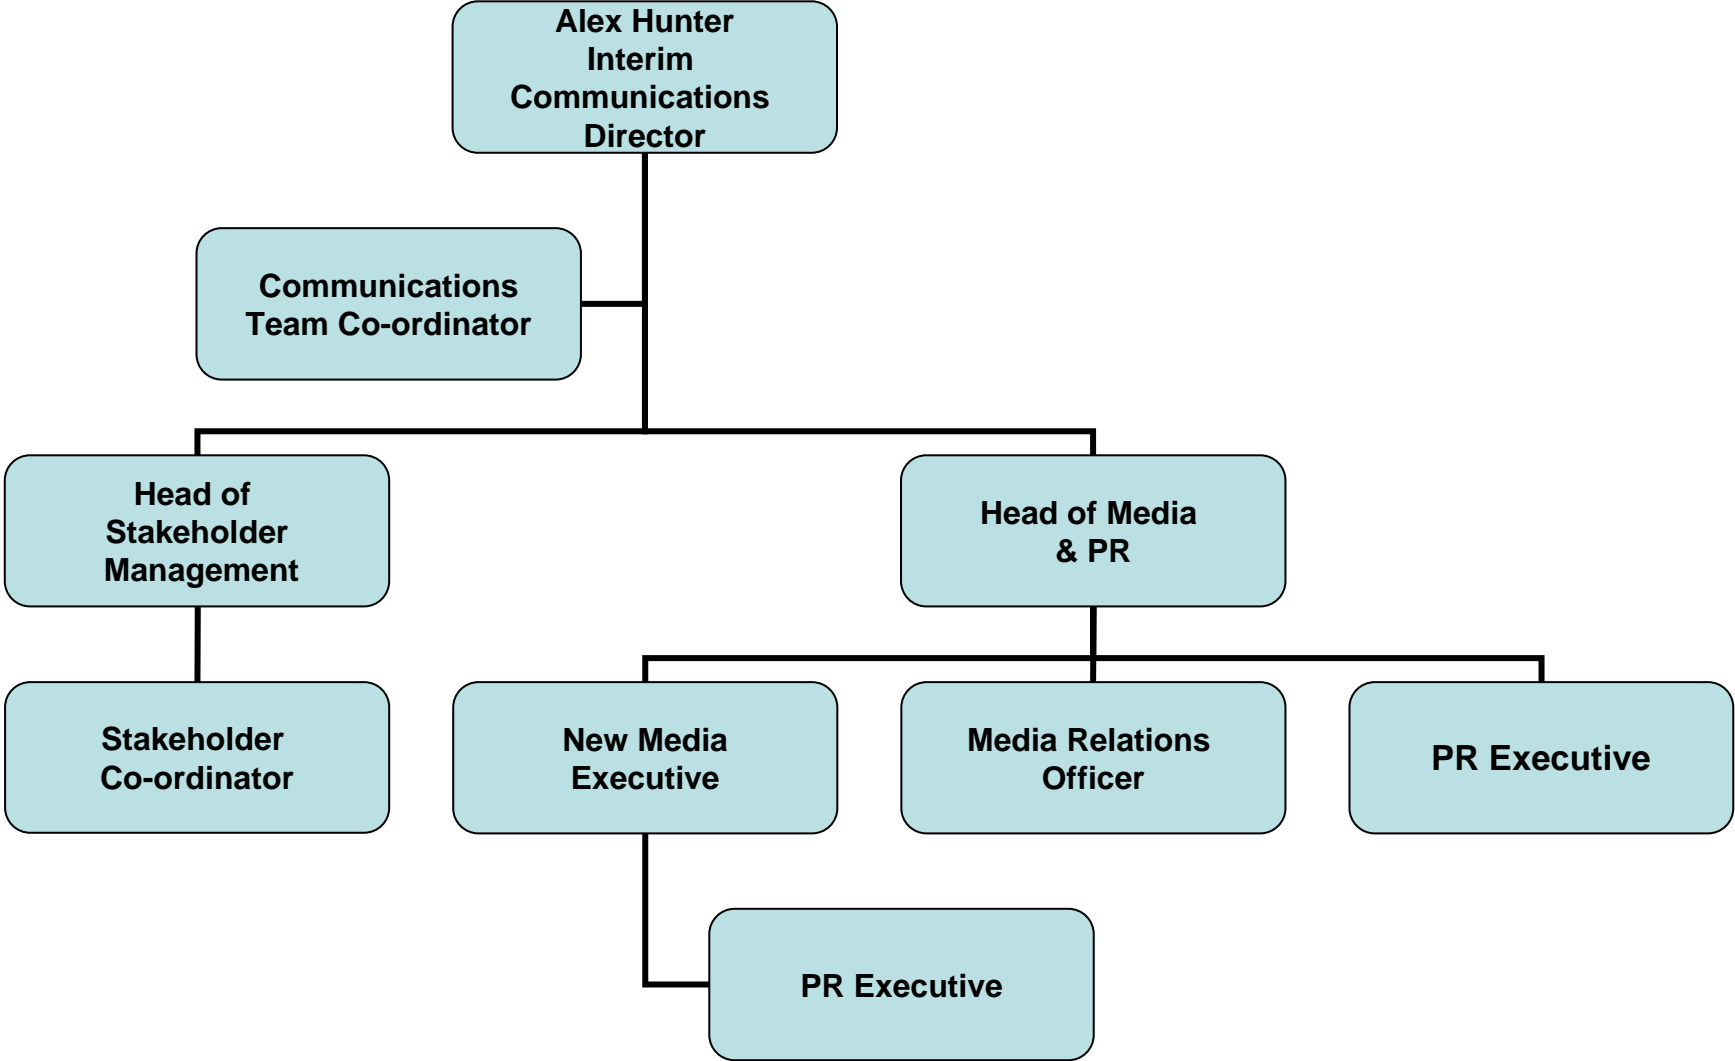 Alex Hunter
Interim
Communications
Director
Communications
Team Co-ordinator
Head of
Stakeholder
Management
Head of Media
& PR
Stakeholder
Co-ordinator
New Media
Executive
Media Relations
Officer
PR Executive
PR Executive